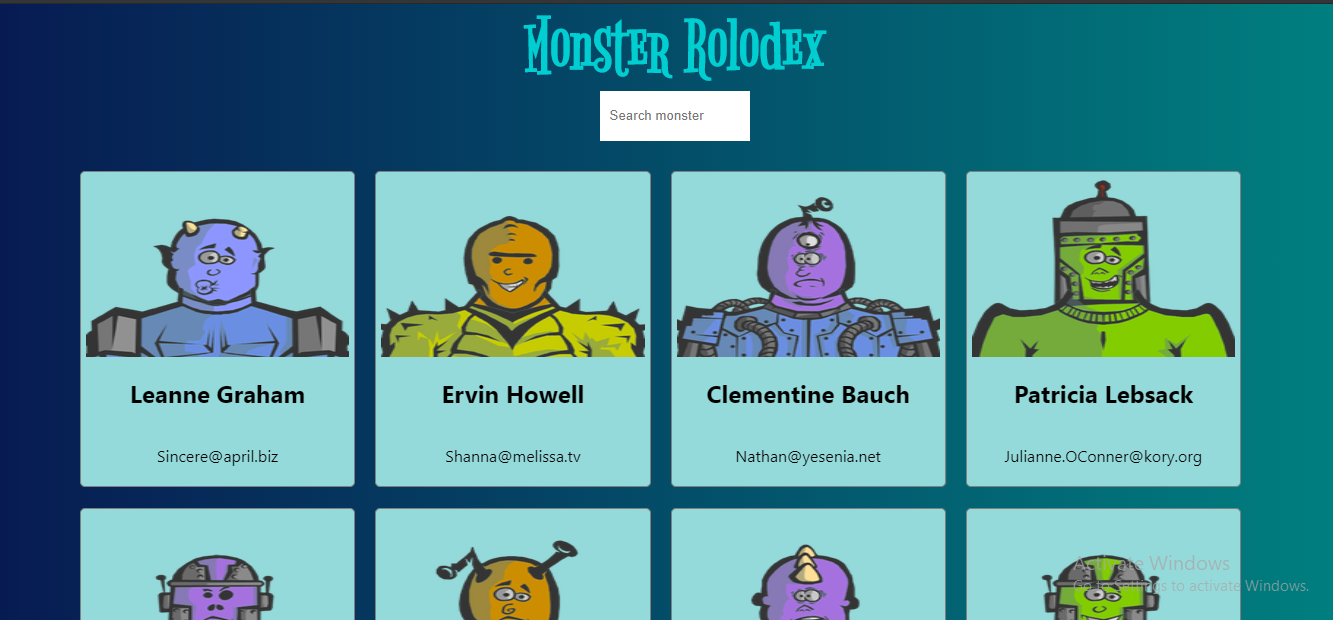 Monster Rolodex
Search monster
Leanne Graham
Ervin Howell
Clementine Bauch
Patricia Lebsack
Sincere@april.biz
Shanna@melissa.tv
Nathan@yesenia.net
Julianne.OConner@kory.org
Activate Windows
Go to Settings to activate Windows.